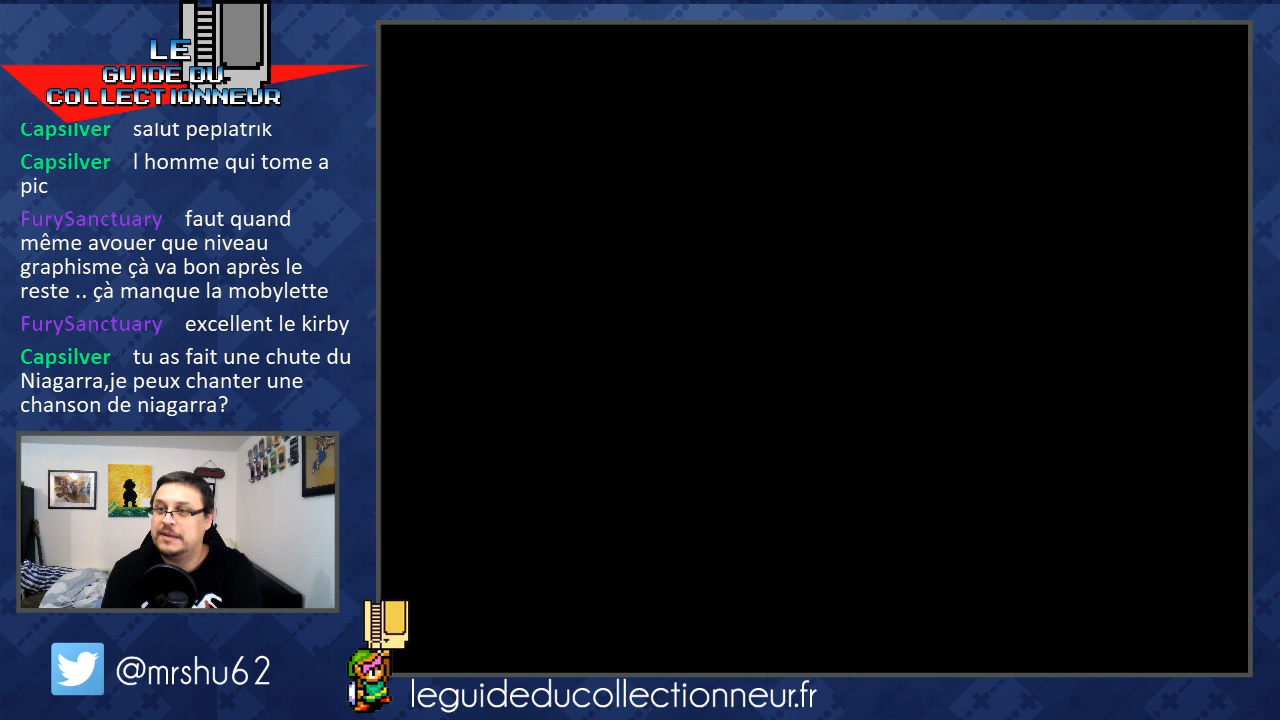 LE
GUIDE DU
COLLECTIONNEUR
Capsilver salut peplatrik
Capsilver l homme qui tome a
pic
FurySanctuary faut quand
même avouer que niveau
graphisme çà va bon après le
reste .. çà manque la mobylette
FurySanctuary excellent le kirby
Capsilver tu as fait une chute du
Niagarra,je peux chanter une
chanson de niagarra?
@mrshu62
leguideducollectionneur.fr